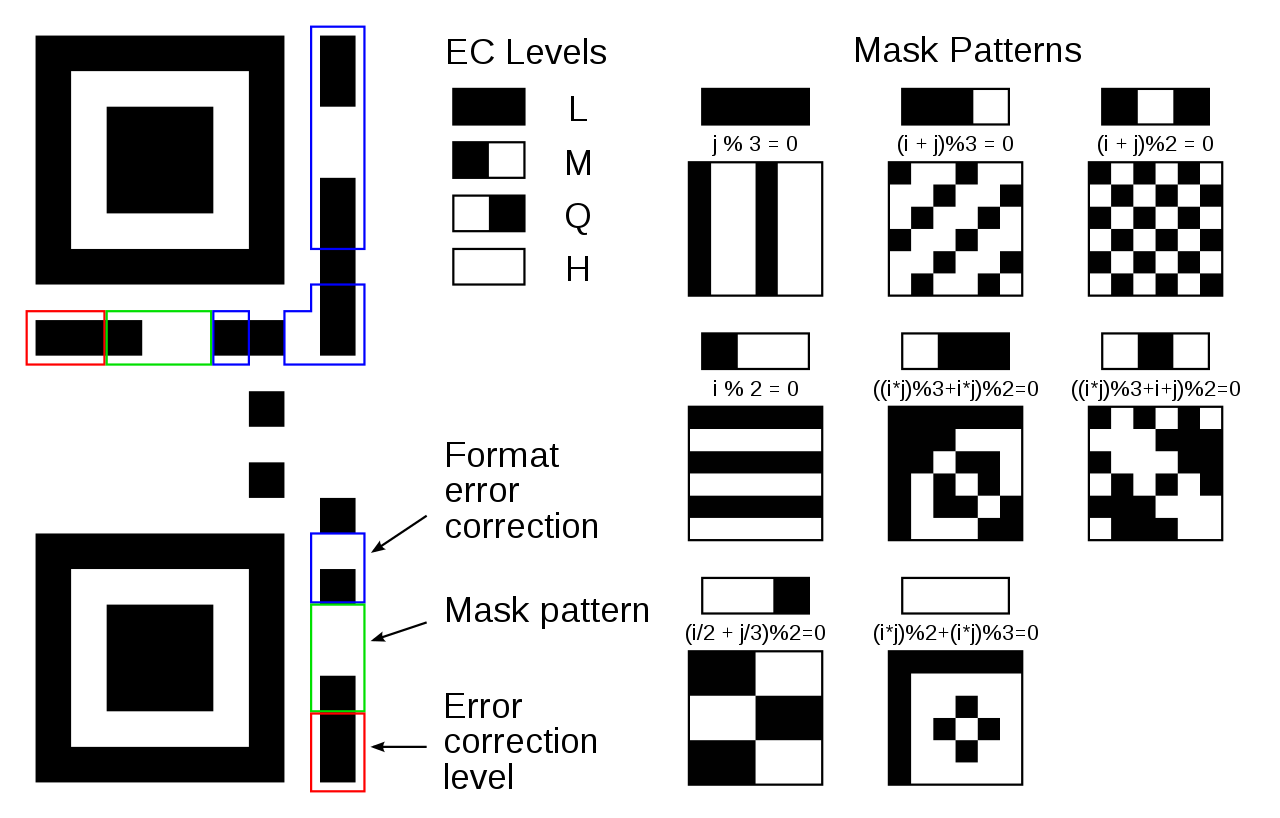 EC Levels
L
M
Q
H
Format
error
correction
Mask pattern
Error
correction
level
Mask Patterns
j % 3 = 0
(i + j)%3 = 0
(i + j)%2 = 0
i % 2 = 0
((i*j)%3+i*j)%2=0
((i*j)%3+i+j)%2=0
(i/2 + j/3)%2=0
(i*j)%2+(i*j)%3=0